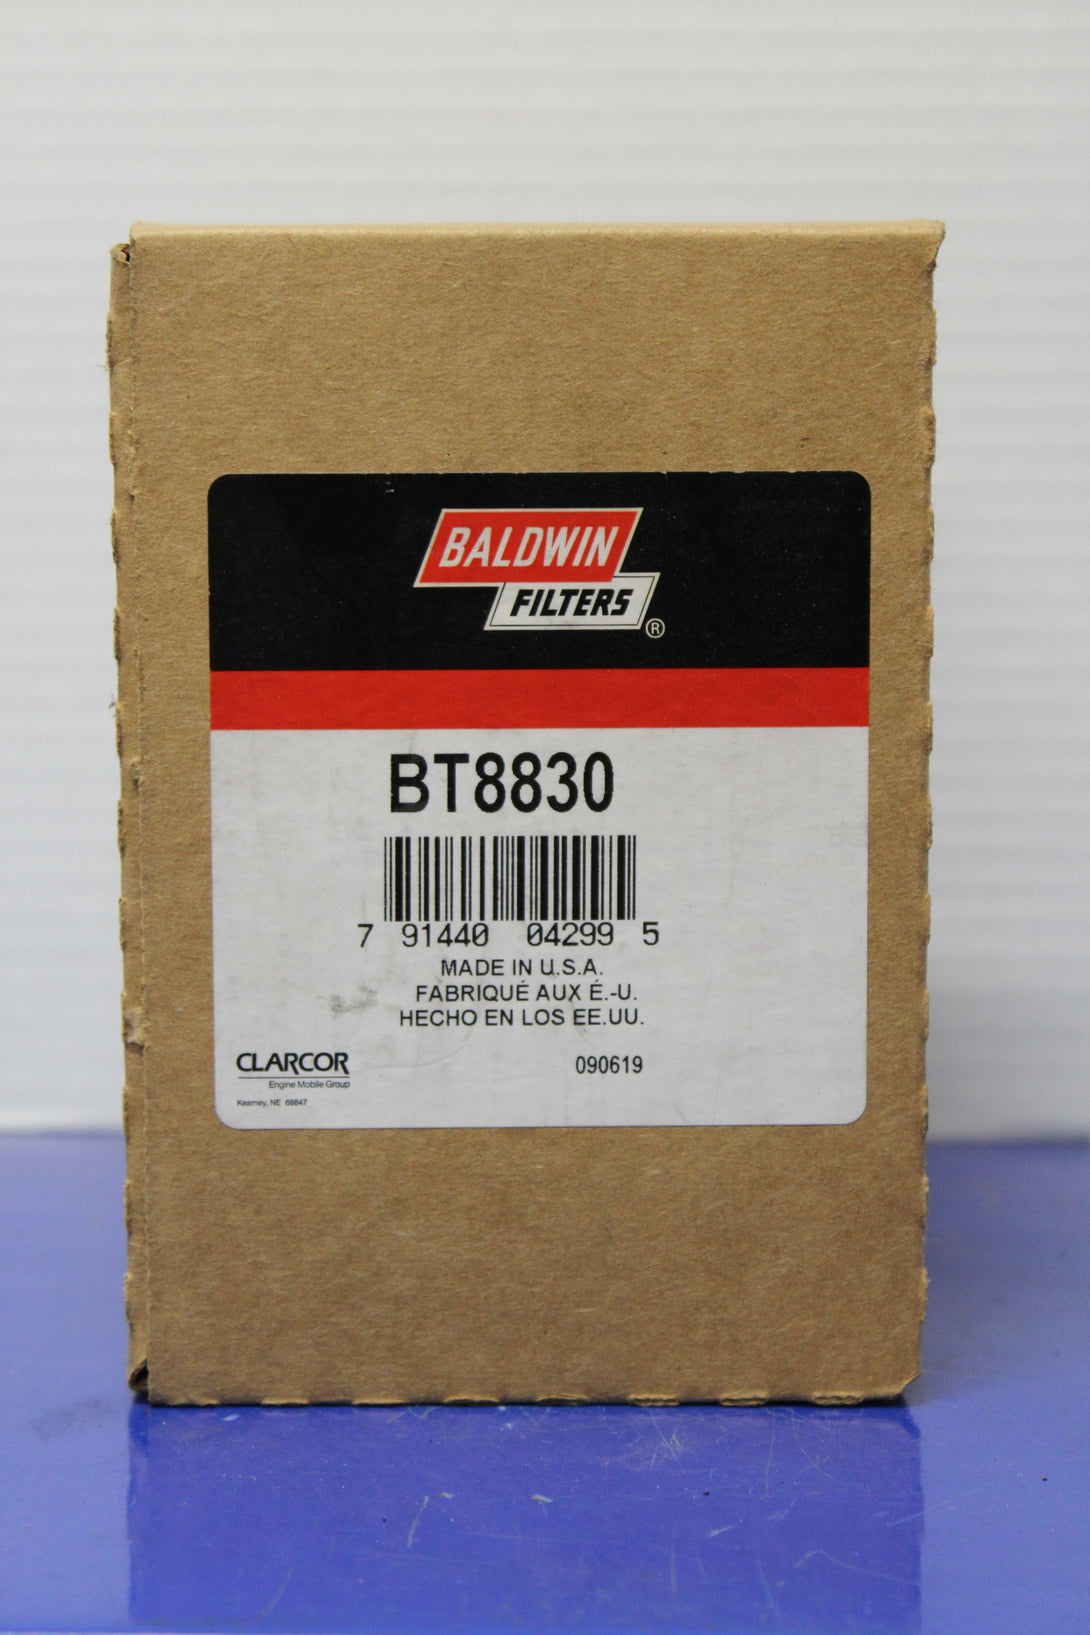 BALDWIN
FILTERS
®
BT8830
7 91440 04299 5
MADE IN U.S.A.
FABRIQUÉ AUX É.-U.
HECHO EN LOS EE.UU.
CLARCOR
Engine Mobile Group
Kearney, NE 68847
090619